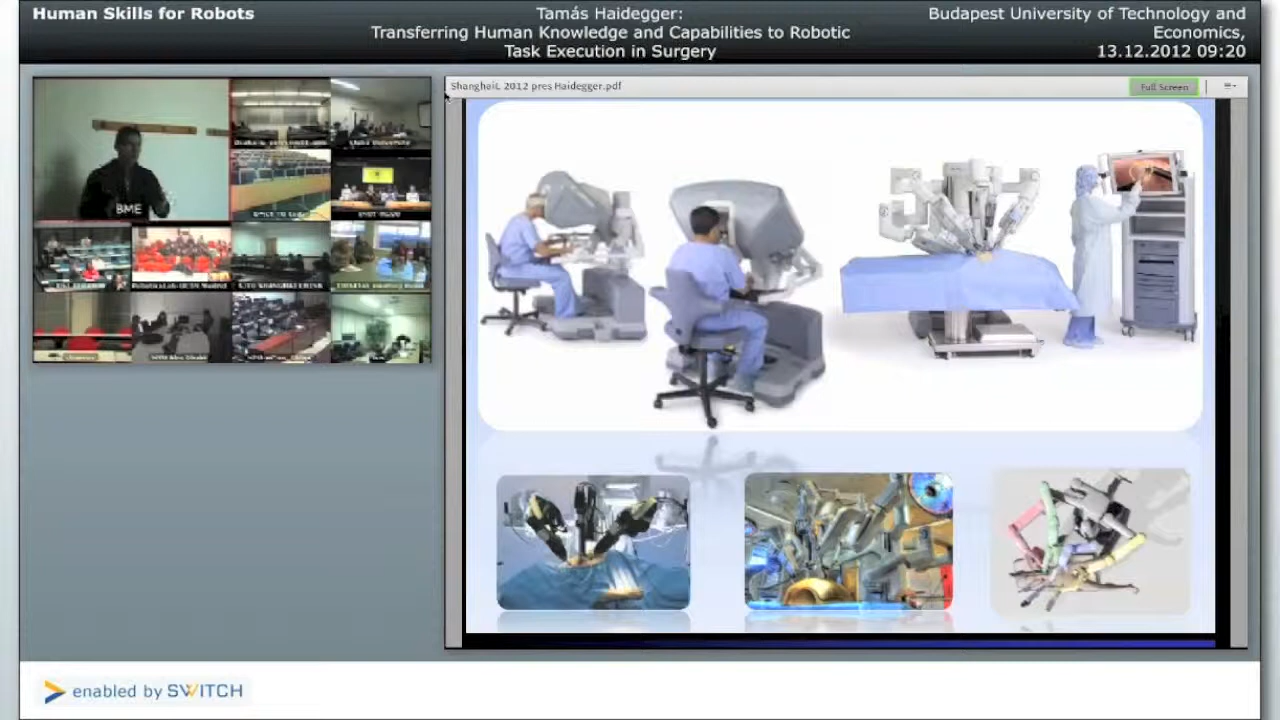 Human Skills for Robots
Tamás Haidegger:
Transferring Human Knowledge and Capabilities to Robotic
Task Execution in Surgery
Budapest University of Technology and
Economics,
13.12.2012 09:20
ShanghaiL 2012 pres Haidegger.pdf
Full Screen
BME
enabled by SWITCH